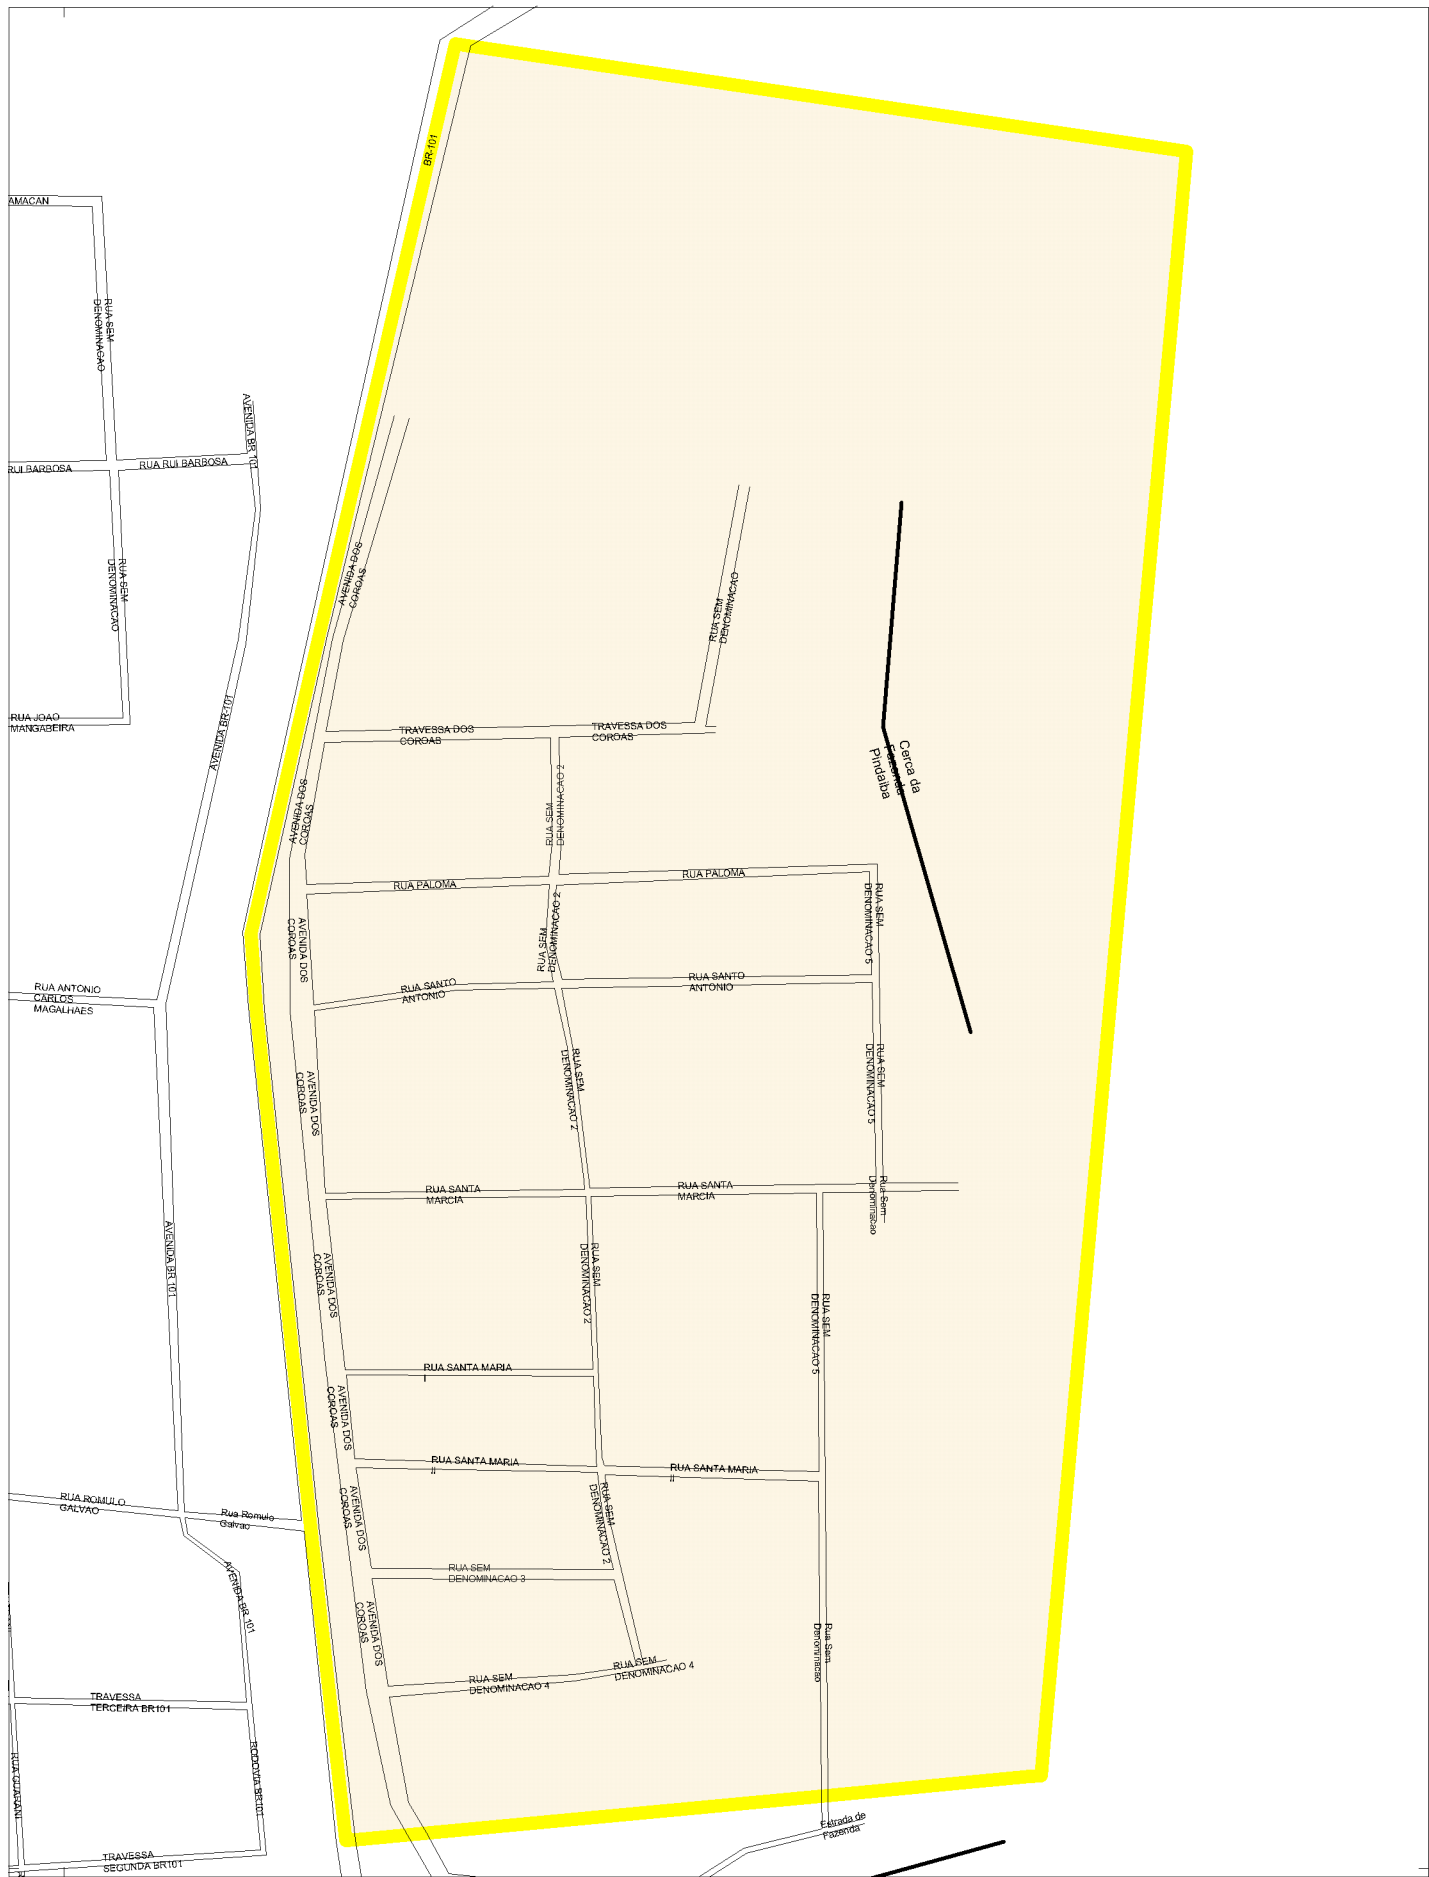 BR-101
AMACAN
RUA SEM
DENOMINACAO
AVENIDA BR 101
RUI BARBOSA
RUA RUI BARBOSA
RUA SEM
DENOMINACAO
AVENIDA DOS
COROAS
RUA SEM
DENOMINACAO
RUA JOAO
MANGABEIRA
AVENIDA BR-101
TRAVESSA DOS
COROAS
TRAVESSA DOS
COROAS
Cerca da
Fazenda
Pindaiba
AVENIDA DOS
COROAS
RUA SEM
DENOMINACAO 2
RUA PALOMA
RUA PALOMA
RUA SEM
DENOMINACAO 5
AVENIDA DOS
COROAS
RUA SEM
DENOMINACAO 2
RUA SANTO
ANTONIO
RUA SANTO
ANTONIO
RUA ANTONIO
CARLOS
MAGALHAES
RUA SEM
DENOMINACAO 2
RUA SEM
DENOMINACAO 5
AVENIDA DOS
COROAS
RUA SANTA
MARCIA
RUA SANTA
MARCIA
Rua Sem
Denominacao
AVENIDA BR 101
AVENIDA DOS
COROAS
RUA SEM
DENOMINACAO 2
RUA SEM
DENOMINACAO 5
RUA SANTA MARIA
I
AVENIDA DOS
COROAS
RUA SANTA MARIA
II
RUA SANTA MARIA
II
RUA ROMULO
GALVAO
Rua Romulo
Galvao
AVENIDA DOS
COROAS
RUA SEM
DENOMINACAO 2
AVENIDA BR 101
RUA SEM
DENOMINACAO 3
AVENIDA DOS
COROAS
Rua Sem
Denominacao
RUA SEM
DENOMINACAO 4
RUA SEM
DENOMINACAO 4
TRAVESSA
TERCEIRA BR101
RUA GUARANI
RODOVIA BR101
Estrada de
Fazenda
TRAVESSA
SEGUNDA BR101